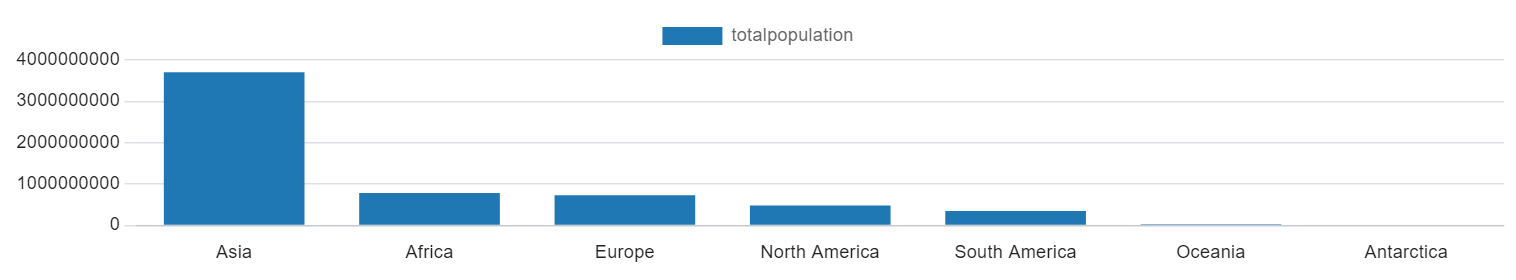 totalpopulation
4000000000
3000000000
2000000000
1000000000
0
Asia Africa Europe North America South America Oceania Antarctica